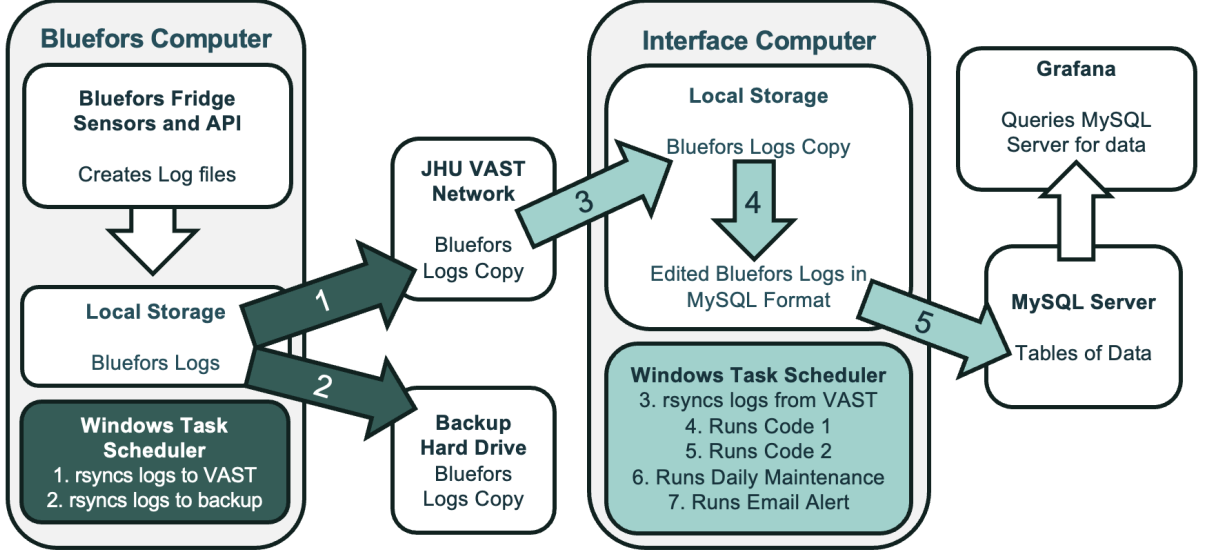 Bluefors Computer
Bluefors Fridge
Sensors and API
Creates Log files
Local Storage
Bluefors Logs
Windows Task
Scheduler
1. rsyncs logs to VAST
2. rsyncs logs to backup
1
2
JHU VAST
Network
Bluefors
Logs Copy
Backup
Hard Drive
Bluefors
Logs Copy
3
Interface Computer
Local Storage
Bluefors Logs Copy
4
Edited Bluefors Logs in
MySQL Format
5
Windows Task Scheduler
3. rsyncs logs from VAST
4. Runs Code 1
5. Runs Code 2
6. Runs Daily Maintenance
7. Runs Email Alert
Grafana
Queries MySQL
Server for data
MySQL Server
Tables of Data